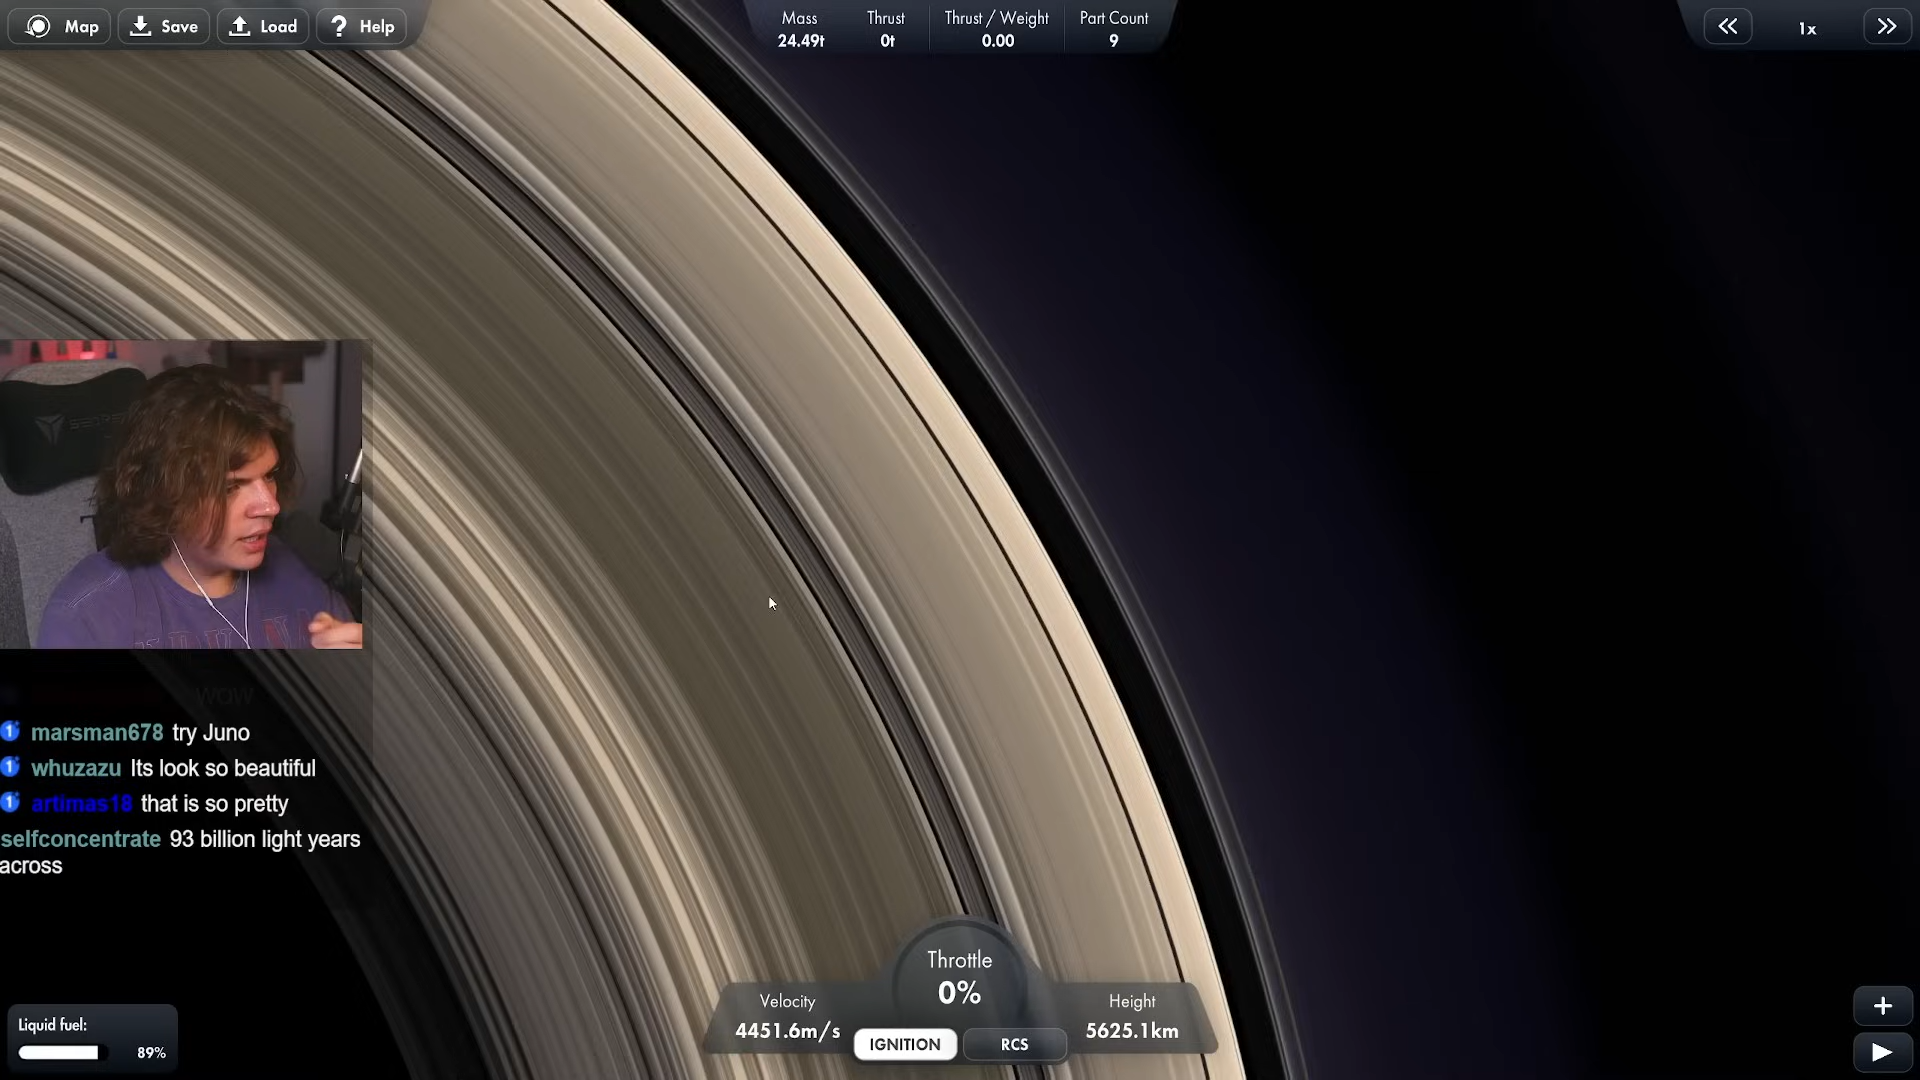 Map
Save
Load
Help
Mass
24.49t
Thrust
0t
Thrust / Weight
0.00
Part Count
9
1x
WOW
marsman678 try Juno
whuzazu Its look so beautiful
artimas18 that is so pretty
selfconcentrate 93 billion light years
across
Throttle
0%
Velocity
4451.6m/s
IGNITION
RCS
Height
5625.1km
Liquid fuel:
89%